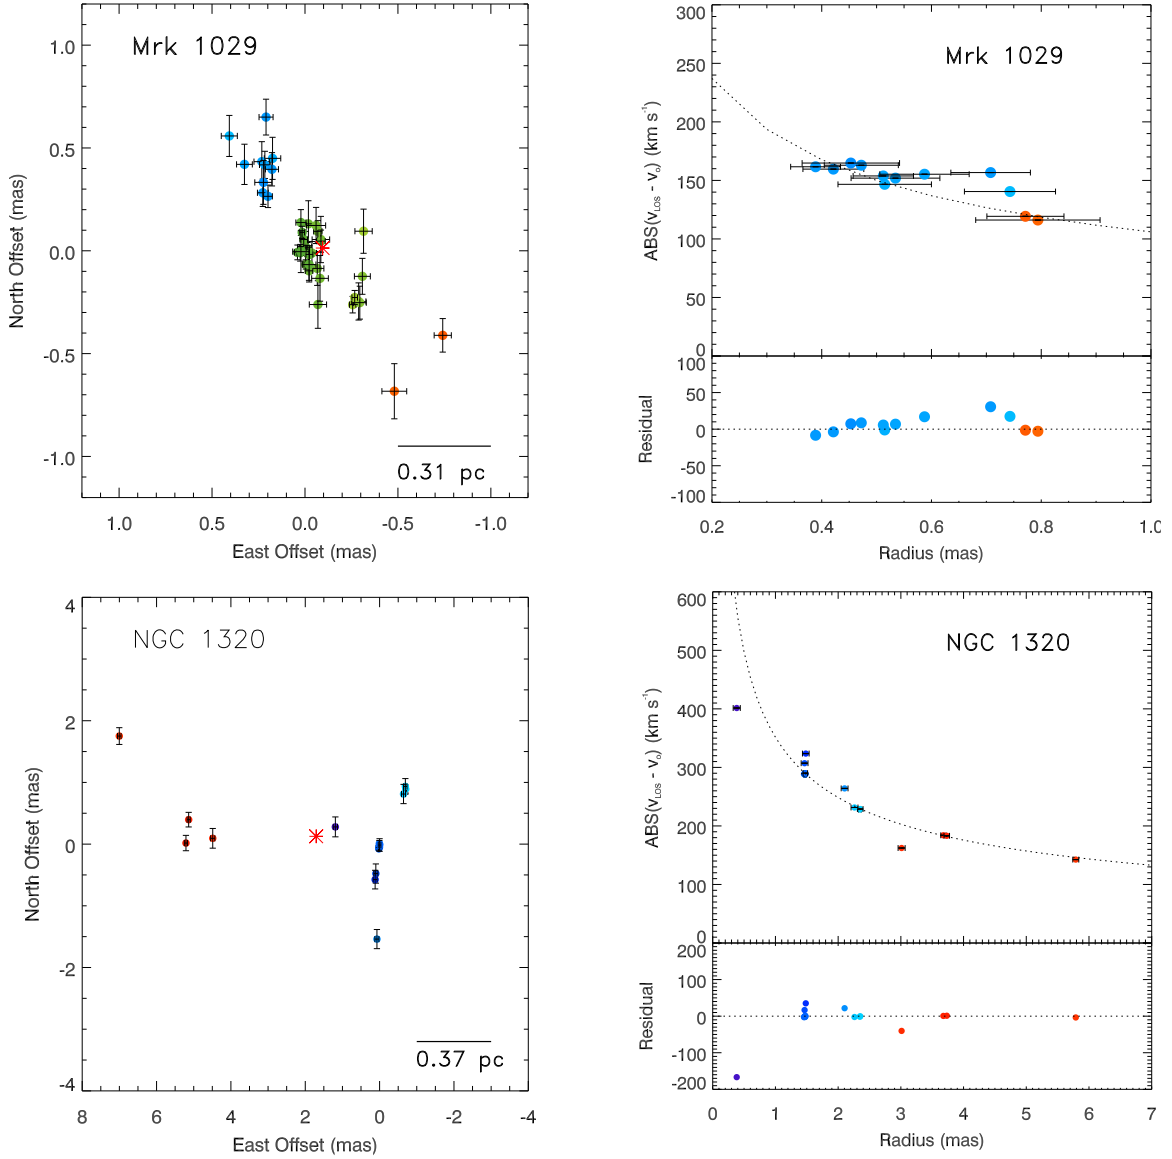 Mrk 1029
1.0
0.5
0.0
-0.5
-1.0
North Offset (mas)
0.31 pc
1.0 0.5 0.0 -0.5 -1.0
East Offset (mas)
Mrk 1029
300
250
200
150
100
50
0
ABS(vLOS - vo) (km s-1)
100
50
0
-50
-100
Residual
0.2 0.4 0.6 0.8 1.0
Radius (mas)
NGC 1320
4
2
0
-2
-4
North Offset (mas)
0.37 pc
8 6 4 2 0 -2 -4
East Offset (mas)
NGC 1320
600
500
400
300
200
100
0
ABS(vLOS - vo) (km s-1)
200
100
0
-100
-200
Residual
0 1 2 3 4 5 6 7
Radius (mas)